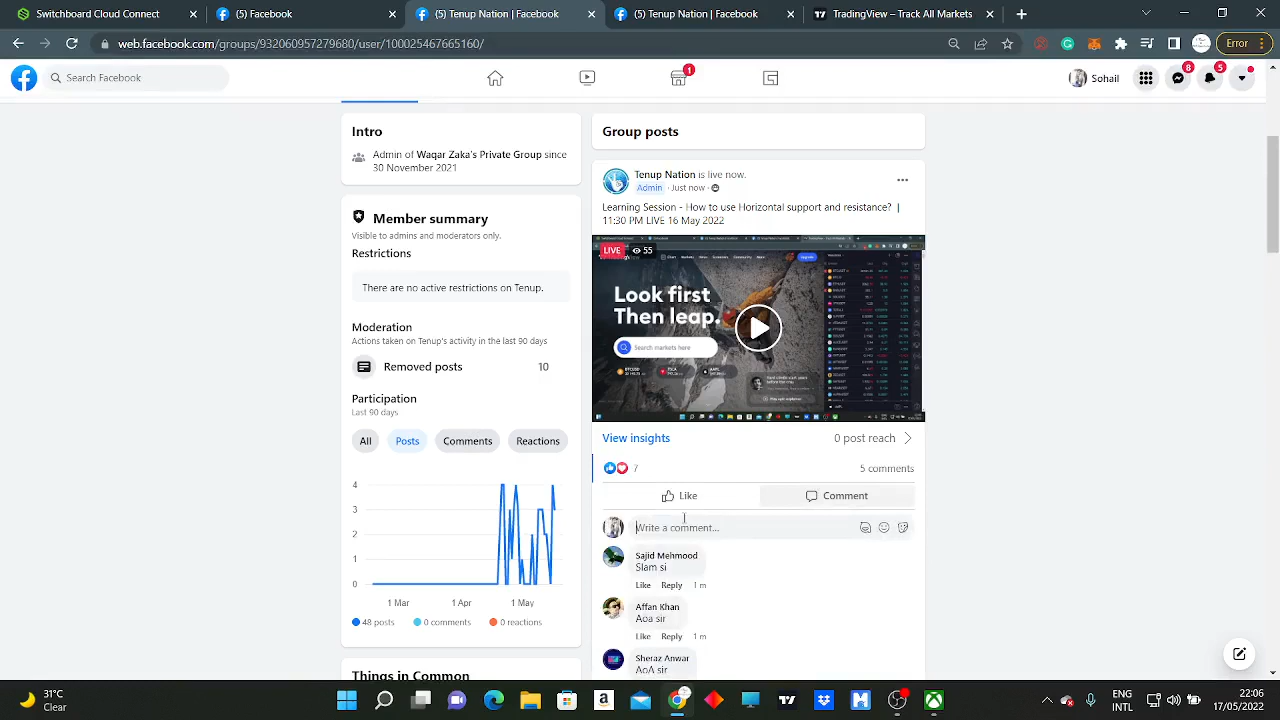 Switchboard Cloud Connect
(5) Facebook
(5) Tenup Nation | Facebook
(5) Tenup Nation | Facebook
TradingView – Track All Markets
web.facebook.com/groups/932060957279680/user/100025467665160/
Error
Search Facebook
1
Sohail
8
5
Intro
Admin of Waqar Zaka's Private Group since
30 November 2021
Group posts
Tenup Nation is live now.
Admin · Just now ·
Learning Session - How to use Horizontal support and resistance? |
11:30 PM LIVE 16 May 2022
Member summary
Visible to admins and moderators only.
Restrictions
There are no active restrictions on Tenup.
Moderated
Moderated Tenup's activity in the last 90 days
Removed posts 10
Participation
Last 90 days
All
Posts
Comments
Reactions
4
3
2
1
0
1 Mar
1 Apr
1 May
48 posts
0 comments
0 reactions
Things in Common
LIVE
55
Look first
Then leap.
Search markets here
View insights
0 post reach
7
5 comments
Like
Comment
Write a comment...
Sajid Mehmood
Slam si
Like Reply 1 m
Affan Khan
Aoa sir
Like Reply 1 m
Sheraz Anwar
AoA sir
31°C
Clear
INTL
22:06
17/05/2022